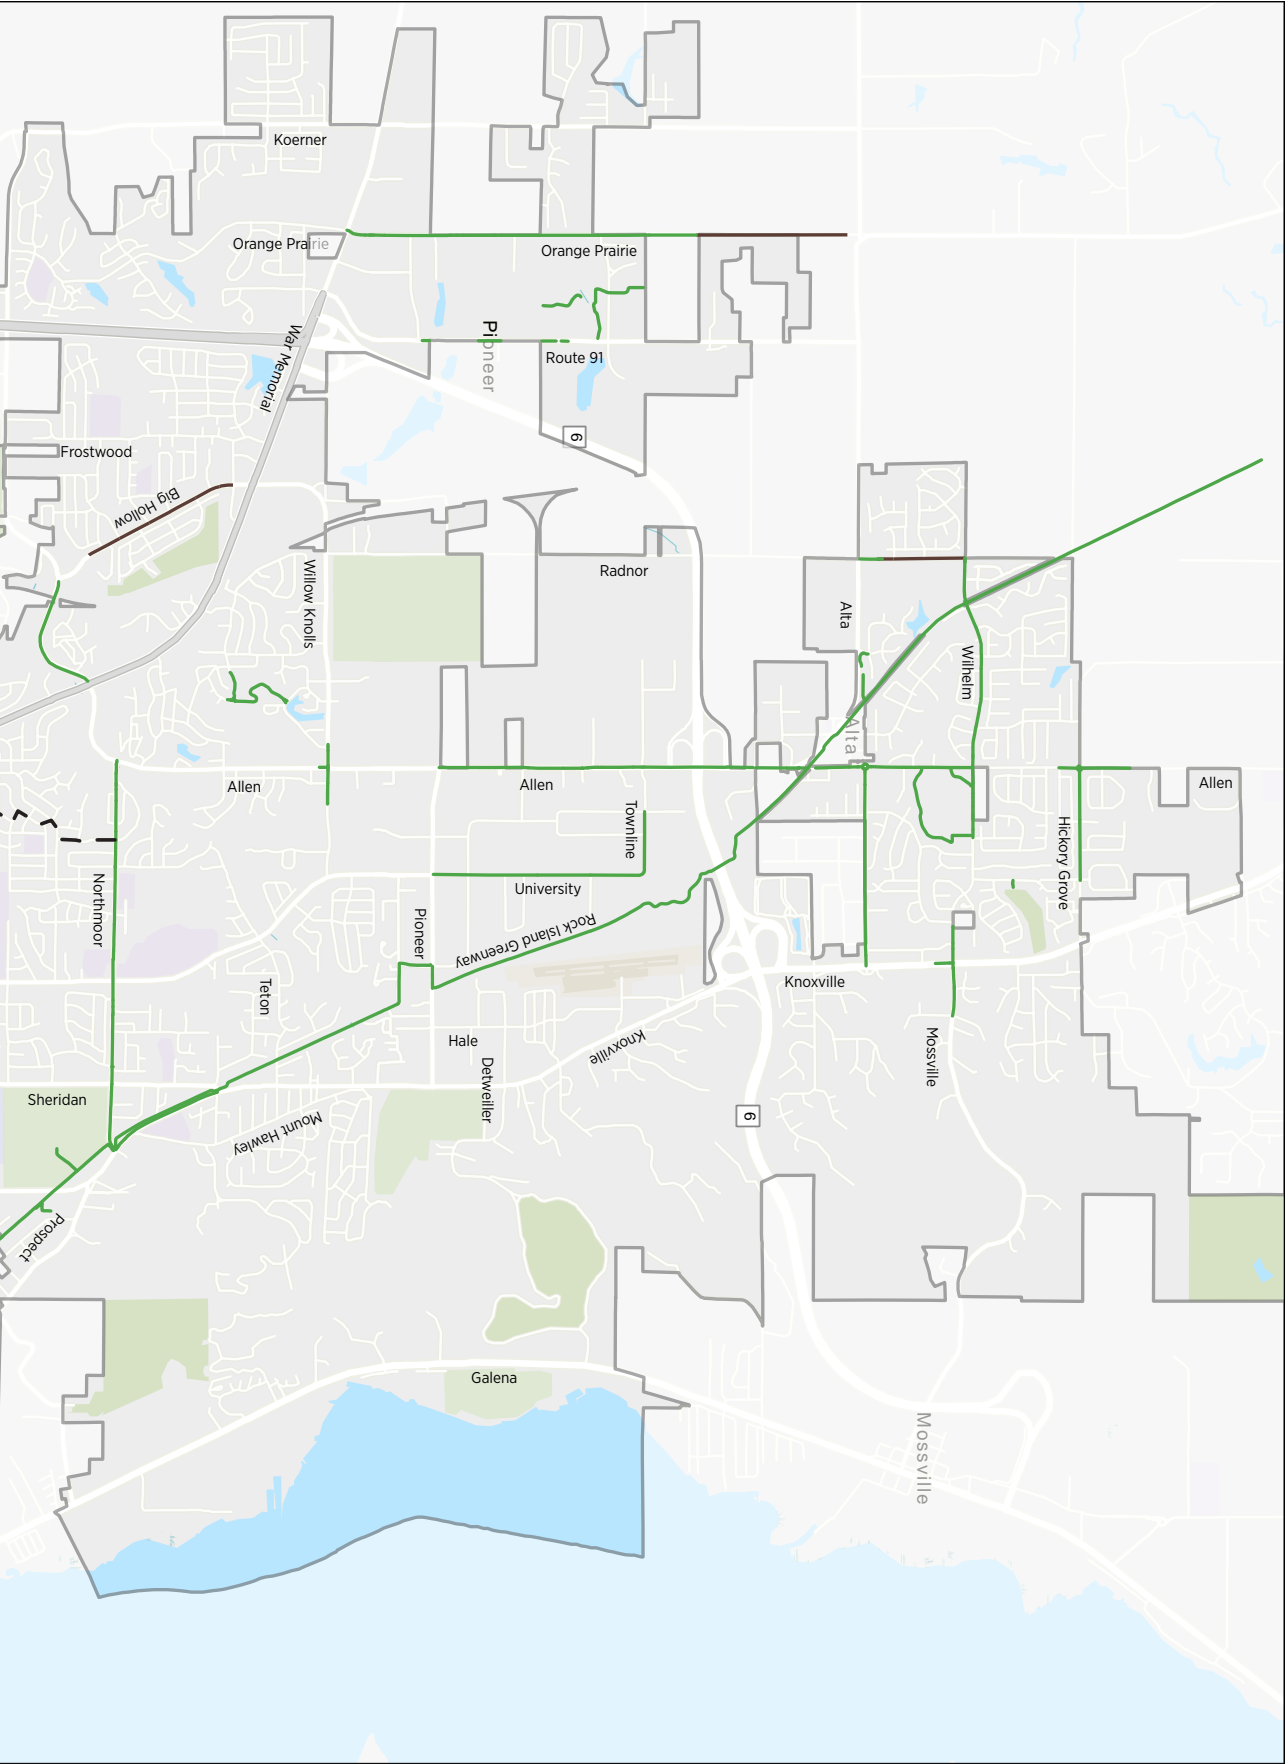 Koerner
Orange Prairie
Orange Prairie
Pioneer
Route 91
War Memorial
6
Frostwood
Big Hollow
Willow Knolls
Radnor
Alta
Wilhelm
Alta
Allen
Allen
Allen
Townline
Hickory Grove
Northmoor
University
Pioneer
Rock Island Greenway
Teton
Knoxville
Hale
Knoxville
Mossville
Detweiller
Sheridan
Mount Hawley
6
Prospect
Galena
Mossville